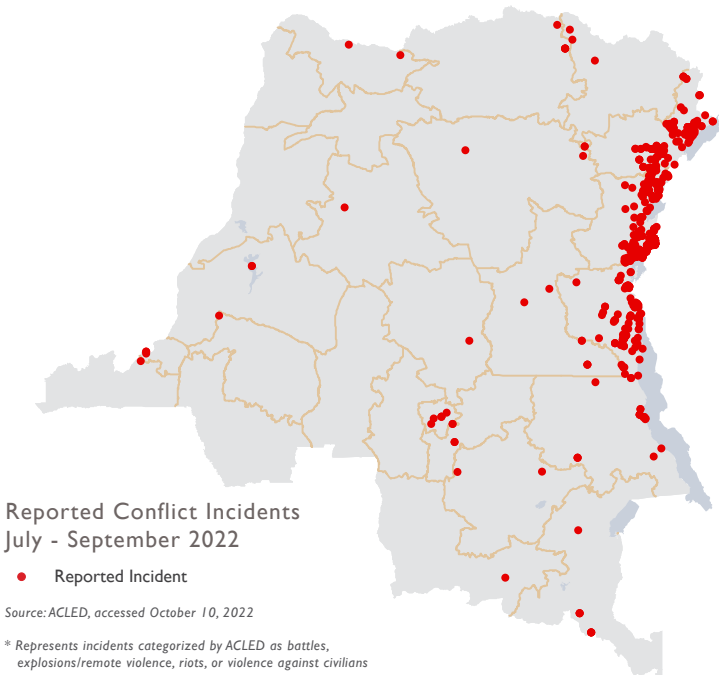 Reported Conflict Incidents
July - September 2022
Reported Incident
Source: ACLED, accessed October 10, 2022
* Represents incidents categorized by ACLED as battles,
explosions/remote violence, riots, or violence against civilians